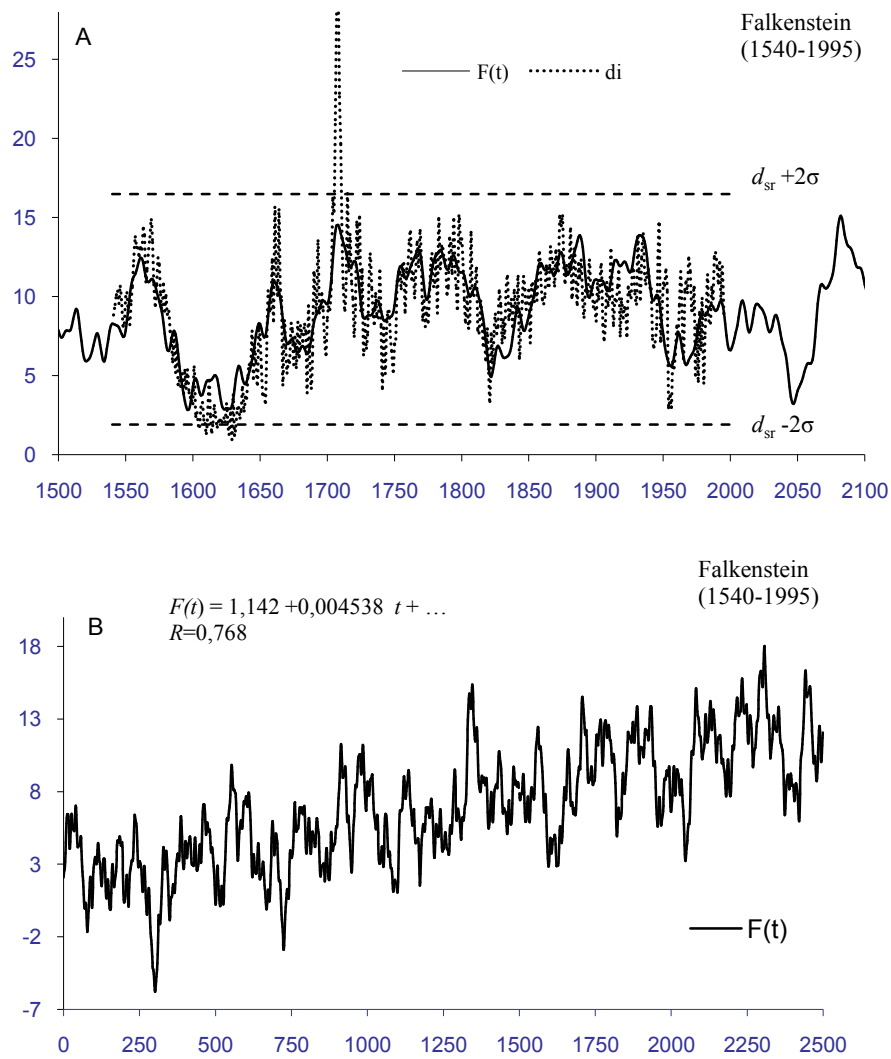 A
Falkenstein
(1540-1995)
F(t) di
25
20
15
10
5
0
d_sr +2σ
d_sr -2σ
1500 1550 1600 1650 1700 1750 1800 1850 1900 1950 2000 2050 2100
B
Falkenstein
(1540-1995)
F(t) = 1,142 +0,004538 t + …
R=0,768
18
13
8
3
-2
-7
F(t)
0 250 500 750 1000 1250 1500 1750 2000 2250 2500